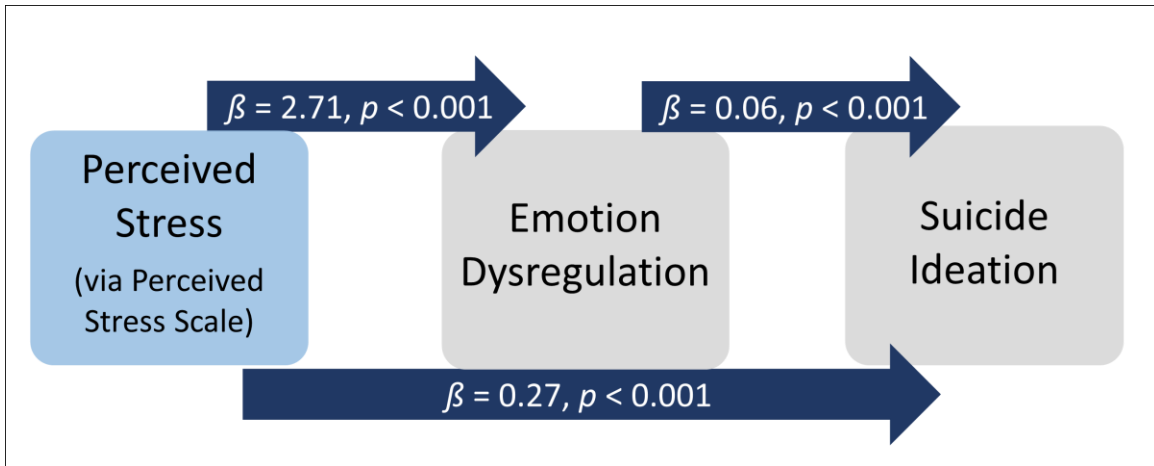 ß = 2.71, p < 0.001
ß = 0.06, p < 0.001
Perceived
Stress
(via Perceived
Stress Scale)
Emotion
Dysregulation
Suicide
Ideation
ß = 0.27, p < 0.001